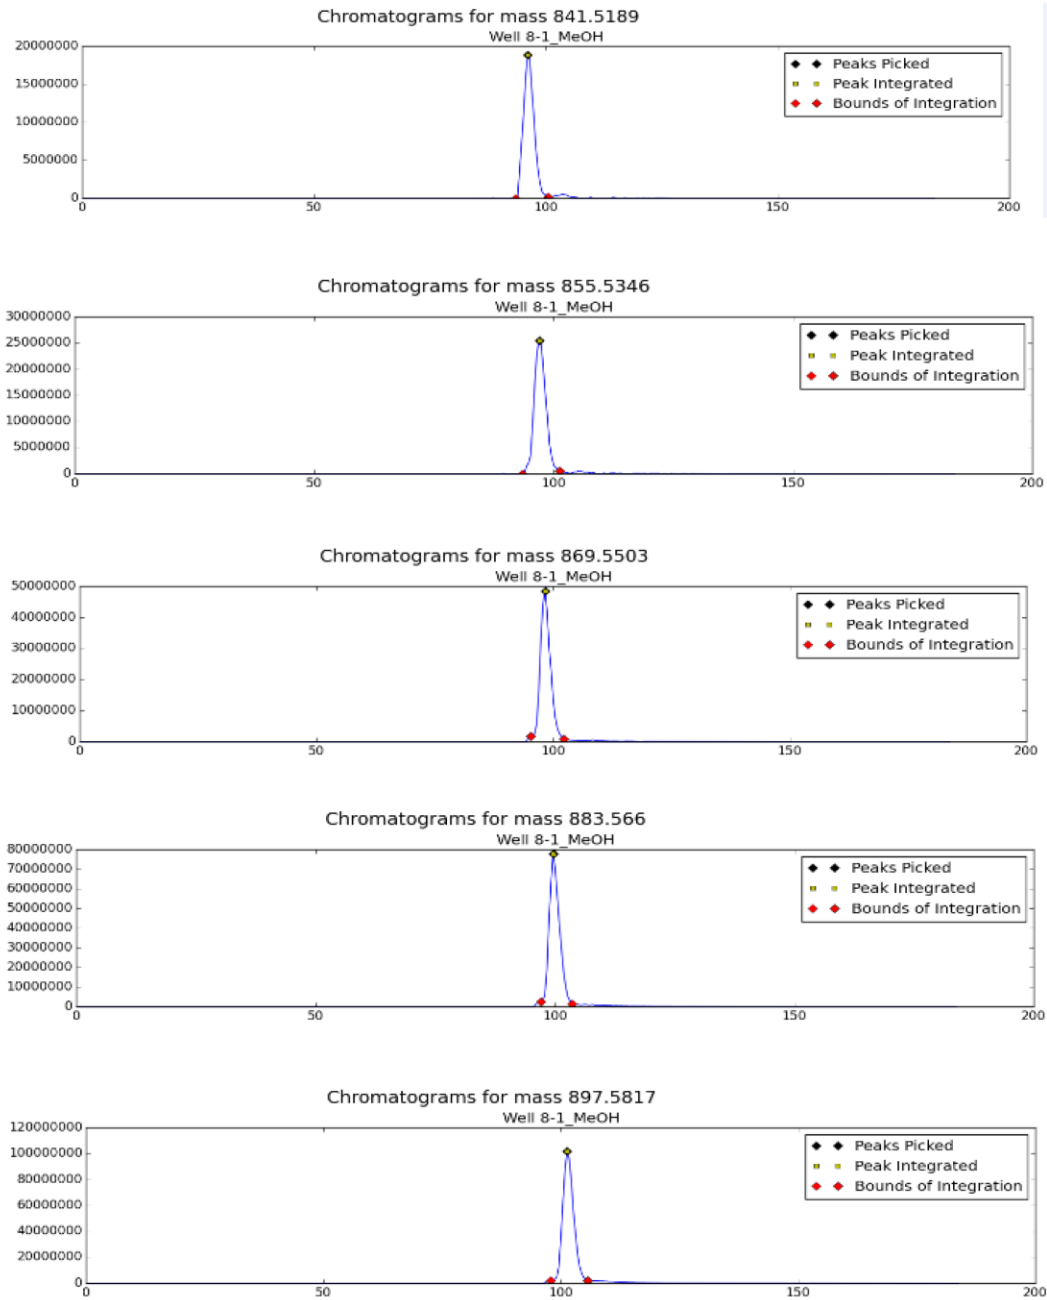 Chromatograms for mass 841.5189
Well 8-1_MeOH
20000000
15000000
10000000
5000000
0
0 50 100 150 200
Peaks Picked
Peak Integrated
Bounds of Integration
Chromatograms for mass 855.5346
Well 8-1_MeOH
30000000
25000000
20000000
15000000
10000000
5000000
0
0 50 100 150 200
Peaks Picked
Peak Integrated
Bounds of Integration
Chromatograms for mass 869.5503
Well 8-1_MeOH
50000000
40000000
30000000
20000000
10000000
0
0 50 100 150 200
Peaks Picked
Peak Integrated
Bounds of Integration
Chromatograms for mass 883.566
Well 8-1_MeOH
80000000
70000000
60000000
50000000
40000000
30000000
20000000
10000000
0
0 50 100 150 200
Peaks Picked
Peak Integrated
Bounds of Integration
Chromatograms for mass 897.5817
Well 8-1_MeOH
120000000
100000000
80000000
60000000
40000000
20000000
0
0 50 100 150 200
Peaks Picked
Peak Integrated
Bounds of Integration